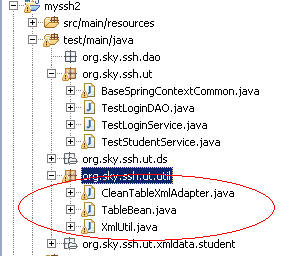 myssh2
src/main/resources
test/main/java
org.sky.ssh.dao
org.sky.ssh.ut
BaseSpringContextCommon.java
TestLoginDAO.java
TestLoginService.java
TestStudentService.java
org.sky.ssh.ut.ds
org.sky.ssh.ut.util
CleanTableXmlAdapter.java
TableBean.java
XmlUtil.java
org.sky.ssh.ut.xmldata.student